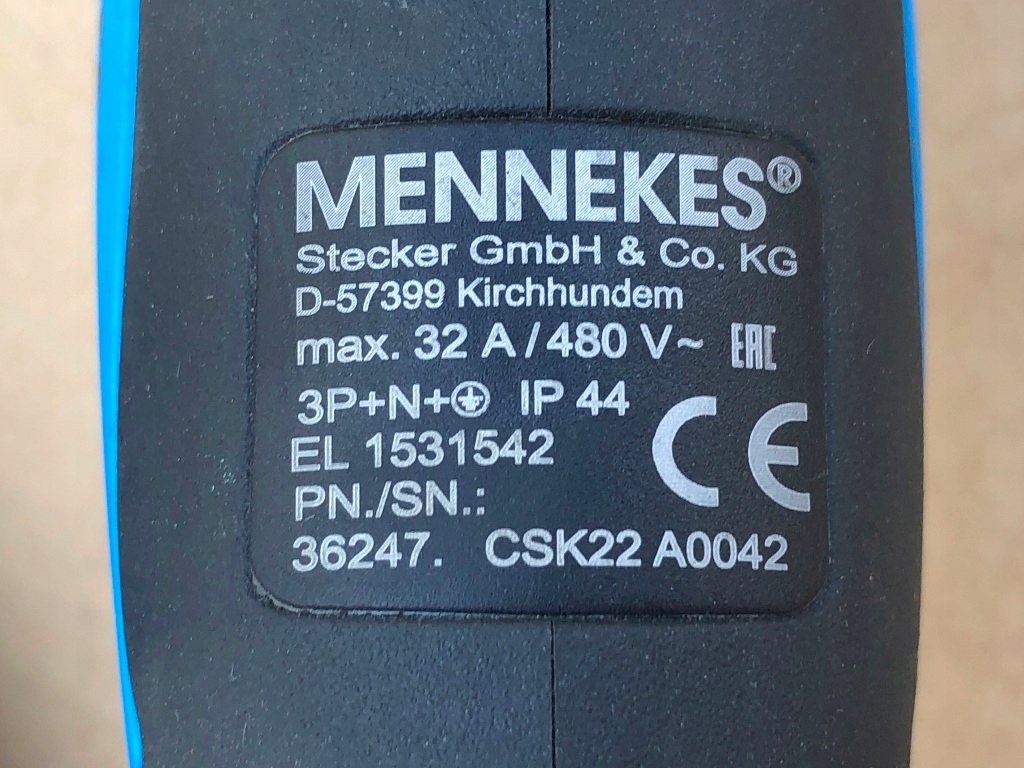 MENNEKES®
Stecker GmbH & Co. KG
D-57399 Kirchhundem
max. 32 A / 480 V ~ EAC
3P+N+⏚ IP 44
CE
EL 1531542
PN./SN.:
36247. CSK22 A0042